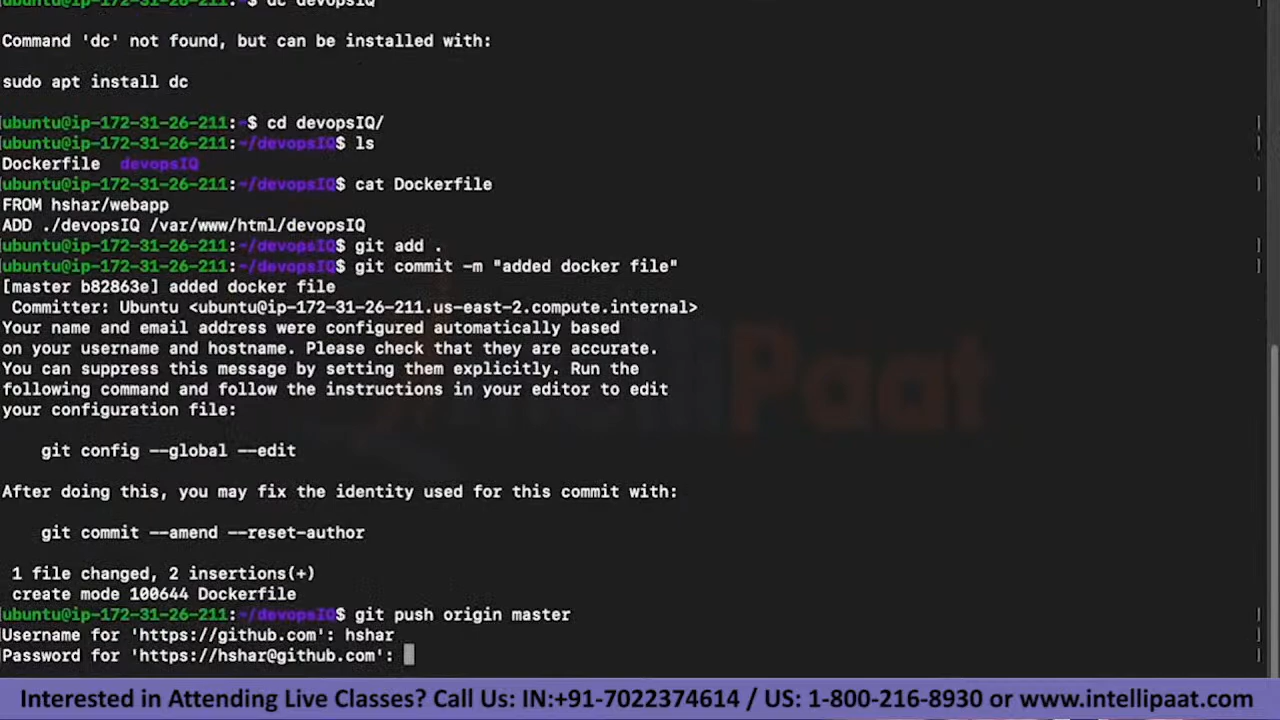 ubuntu@ip-172-31-26-211:~$ dc devopsIQ
Command 'dc' not found, but can be installed with:
sudo apt install dc
ubuntu@ip-172-31-26-211:~$ cd devopsIQ/
ubuntu@ip-172-31-26-211:~/devopsIQ$ ls
Dockerfile  devopsIQ
ubuntu@ip-172-31-26-211:~/devopsIQ$ cat Dockerfile
FROM hshar/webapp
ADD ./devopsIQ /var/www/html/devopsIQ
ubuntu@ip-172-31-26-211:~/devopsIQ$ git add .
ubuntu@ip-172-31-26-211:~/devopsIQ$ git commit -m "added docker file"
[master b82863e] added docker file
 Committer: Ubuntu <ubuntu@ip-172-31-26-211.us-east-2.compute.internal>
Your name and email address were configured automatically based
on your username and hostname. Please check that they are accurate.
You can suppress this message by setting them explicitly. Run the
following command and follow the instructions in your editor to edit
your configuration file:
    git config --global --edit
After doing this, you may fix the identity used for this commit with:
    git commit --amend --reset-author
 1 file changed, 2 insertions(+)
 create mode 100644 Dockerfile
ubuntu@ip-172-31-26-211:~/devopsIQ$ git push origin master
Username for 'https://github.com': hshar
Password for 'https://hshar@github.com':
IntelliPaat
Interested in Attending Live Classes? Call Us: IN:+91-7022374614 / US: 1-800-216-8930 or www.intellipaat.com